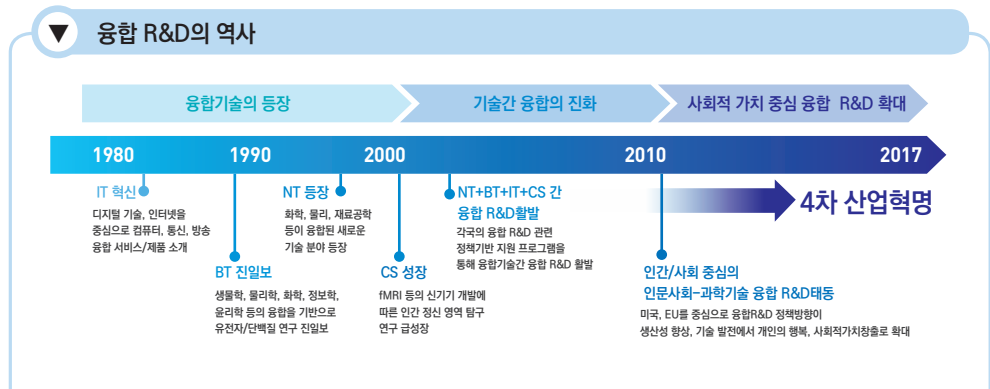 ▼ 융합 R&D의 역사
융합기술의 등장
기술간 융합의 진화
사회적 가치 중심 융합 R&D 확대
1980
1990
2000
2010
2017
IT 혁신
디지털 기술, 인터넷을
중심으로 컴퓨터, 통신, 방송
융합 서비스/제품 소개
BT 진일보
생물학, 물리학, 화학, 정보학,
윤리학 등의 융합을 기반으로
유전자/단백질 연구 진일보
NT 등장
화학, 물리, 재료공학
등이 융합된 새로운
기술 분야 등장
CS 성장
fMRI 등의 신기기 개발에
따른 인간 정신 영역 탐구
연구 급성장
NT+BT+IT+CS 간
융합 R&D활발
각국의 융합 R&D 관련
정책기반 지원 프로그램을
통해 융합기술간 융합 R&D 활발
4차 산업혁명
인간/사회 중심의
인문사회-과학기술 융합 R&D태동
미국, EU를 중심으로 융합R&D 정책방향이
생산성 향상, 기술 발전에서 개인의 행복, 사회적가치창출로 확대